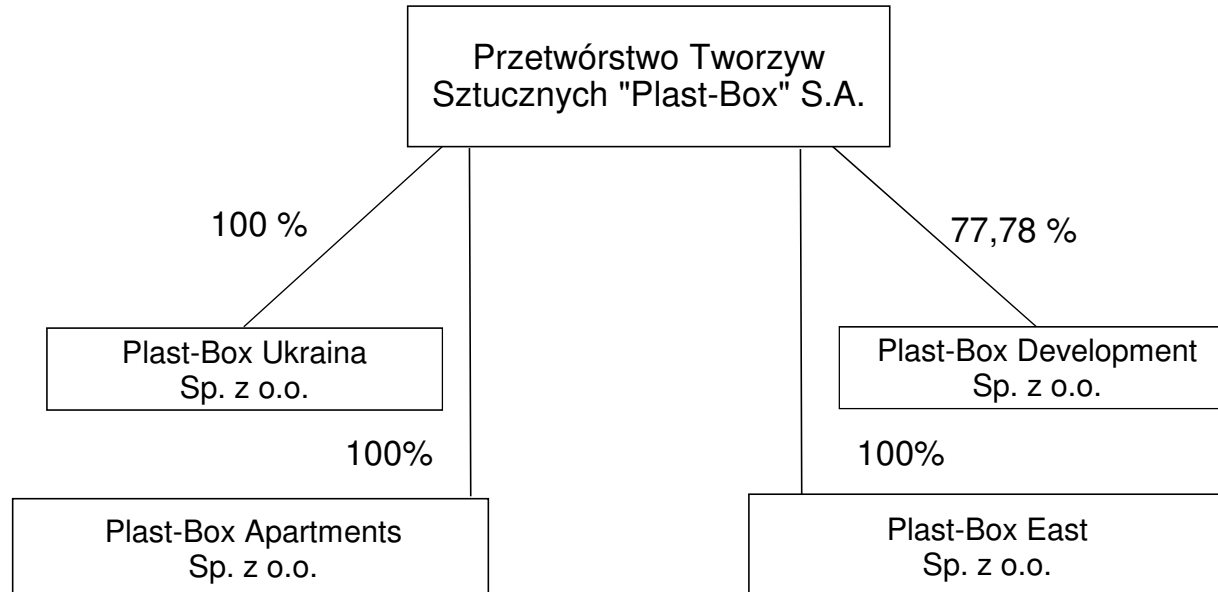 Przetwórstwo Tworzyw
Sztucznych "Plast-Box" S.A.
100 %
77,78 %
Plast-Box Ukraina
Sp. z o.o.
Plast-Box Development
Sp. z o.o.
100%
100%
Plast-Box Apartments
Sp. z o.o.
Plast-Box East
Sp. z o.o.